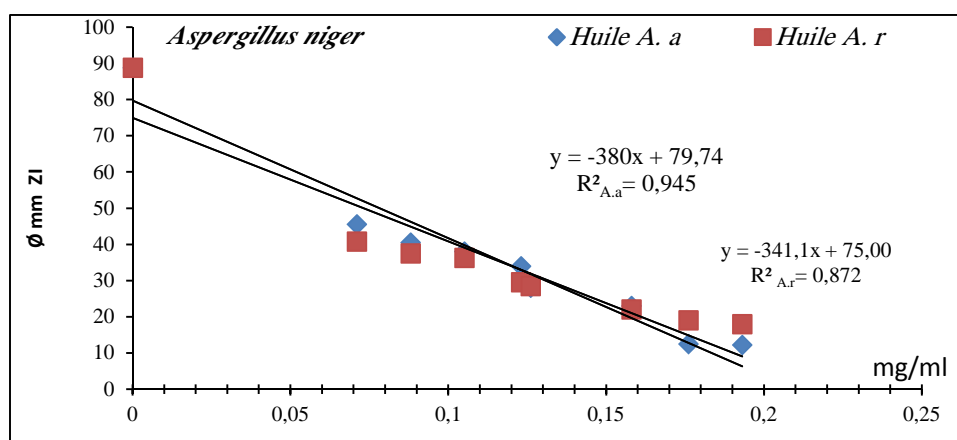 Aspergillus niger
Huile A. a
Huile A. r
100
90
80
70
60
50
40
30
20
10
0
Ø mm ZI
y = -380x + 79,74
R²A.a= 0,945
y = -341,1x + 75,00
R² A.r= 0,872
mg/ml
0
0,05
0,1
0,15
0,2
0,25